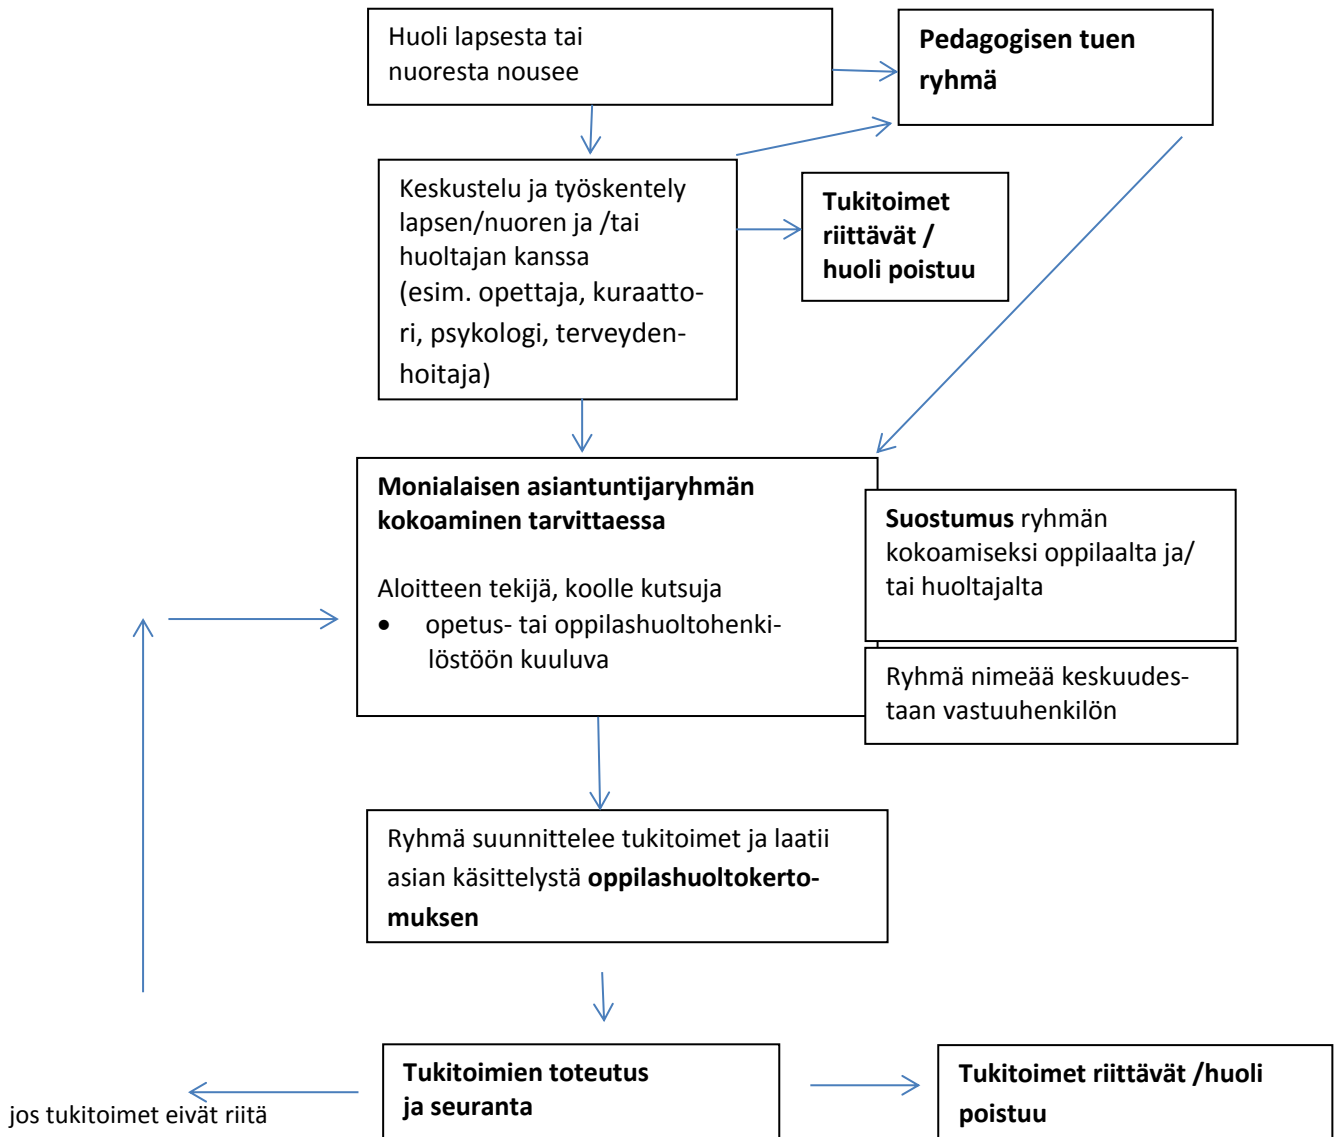 Huoli lapsesta tai
nuoresta nousee
Pedagogisen tuen
ryhmä
Keskustelu ja työskentely
lapsen/nuoren ja /tai
huoltajan kanssa
(esim. opettaja, kuraatto-
ri, psykologi, terveyden-
hoitaja)
Tukitoimet
riittävät /
huoli poistuu
Monialaisen asiantuntijaryhmän
kokoaminen tarvittaessa
Aloitteen tekijä, koolle kutsuja
• opetus- tai oppilashuoltohenki-
löstöön kuuluva
Suostumus ryhmän
kokoamiseksi oppilaalta ja/
tai huoltajalta
Ryhmä nimeää keskuudes-
taan vastuuhenkilön
Ryhmä suunnittelee tukitoimet ja laatii
asian käsittelystä oppilashuoltokerto-
muksen
Tukitoimien toteutus
ja seuranta
Tukitoimet riittävät /huoli
poistuu
jos tukitoimet eivät riitä